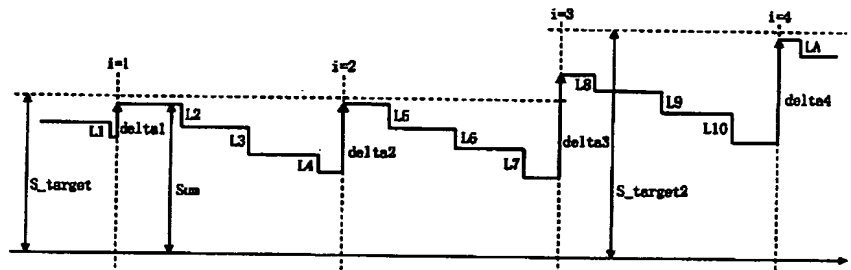 i=1
i=2
i=3
i=4
L1
delta1
L2
L3
L4
delta2
L5
L6
L7
L8
delta3
L9
L10
LA
delta4
S_target
Sum
S_target2